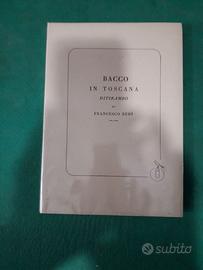 BACCO
IN TOSCANA
DITIRAMBO
DI
FRANCESCO REDI
subito